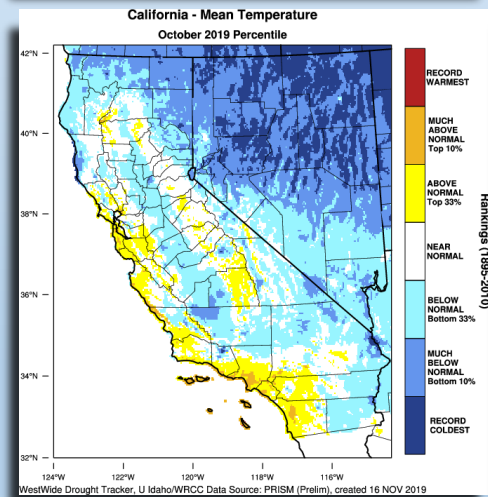 California - Mean Temperature
October 2019 Percentile
42°N
40°N
38°N
36°N
34°N
32°N
124°W
122°W
120°W
118°W
116°W
RECORD
WARMEST
MUCH
ABOVE
NORMAL
Top 10%
ABOVE
NORMAL
Top 33%
NEAR
NORMAL
BELOW
NORMAL
Bottom 33%
MUCH
BELOW
NORMAL
Bottom 10%
RECORD
COLDEST
Rankings (1895-2010)
WestWide Drought Tracker, U Idaho/WRCC Data Source: PRISM (Prelim), created 16 NOV 2019